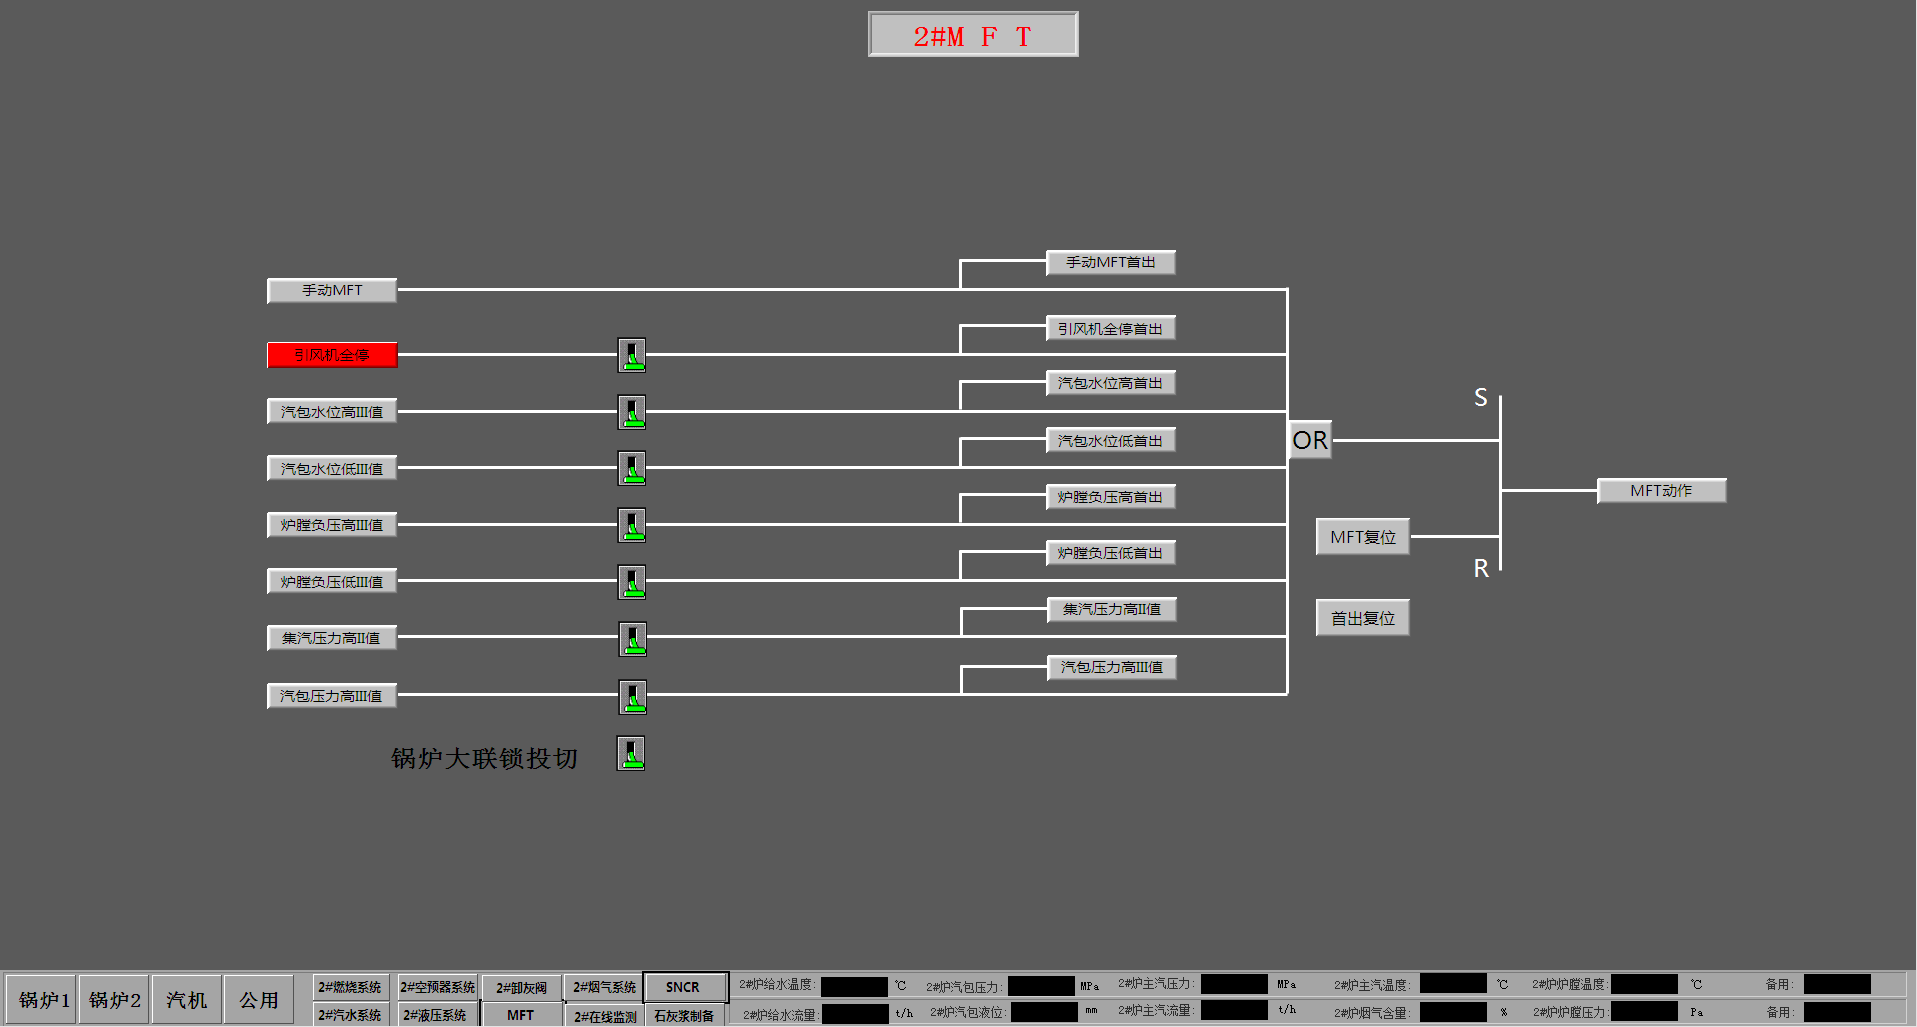 2#M F T
手动MFT首出
手动MFT
引风机全停首出
引风机全停
汽包水位高首出
汽包水位高III值
汽包水位低首出
汽包水位低III值
炉膛负压高首出
炉膛负压高III值
炉膛负压低首出
炉膛负压低III值
集汽压力高II值
集汽压力高II值
汽包压力高III值
汽包压力高III值
锅炉大联锁投切
S
OR
MFT动作
MFT复位
R
首出复位
锅炉1 锅炉2 汽机 公用
2#燃烧系统 2#空预器系统 2#卸灰阀 2#烟气系统 SNCR
2#汽水系统 2#液压系统 MFT 2#在线监测 石灰浆制备
2#炉给水温度: ℃ 2#炉汽包压力: MPa 2#炉主汽压力: MPa 2#炉主汽温度: ℃ 2#炉炉膛温度: ℃ 备用:
2#炉给水流量: t/h 2#炉汽包液位: mm 2#炉主汽流量: t/h 2#炉烟气含量: % 2#炉炉膛压力: Pa 备用: